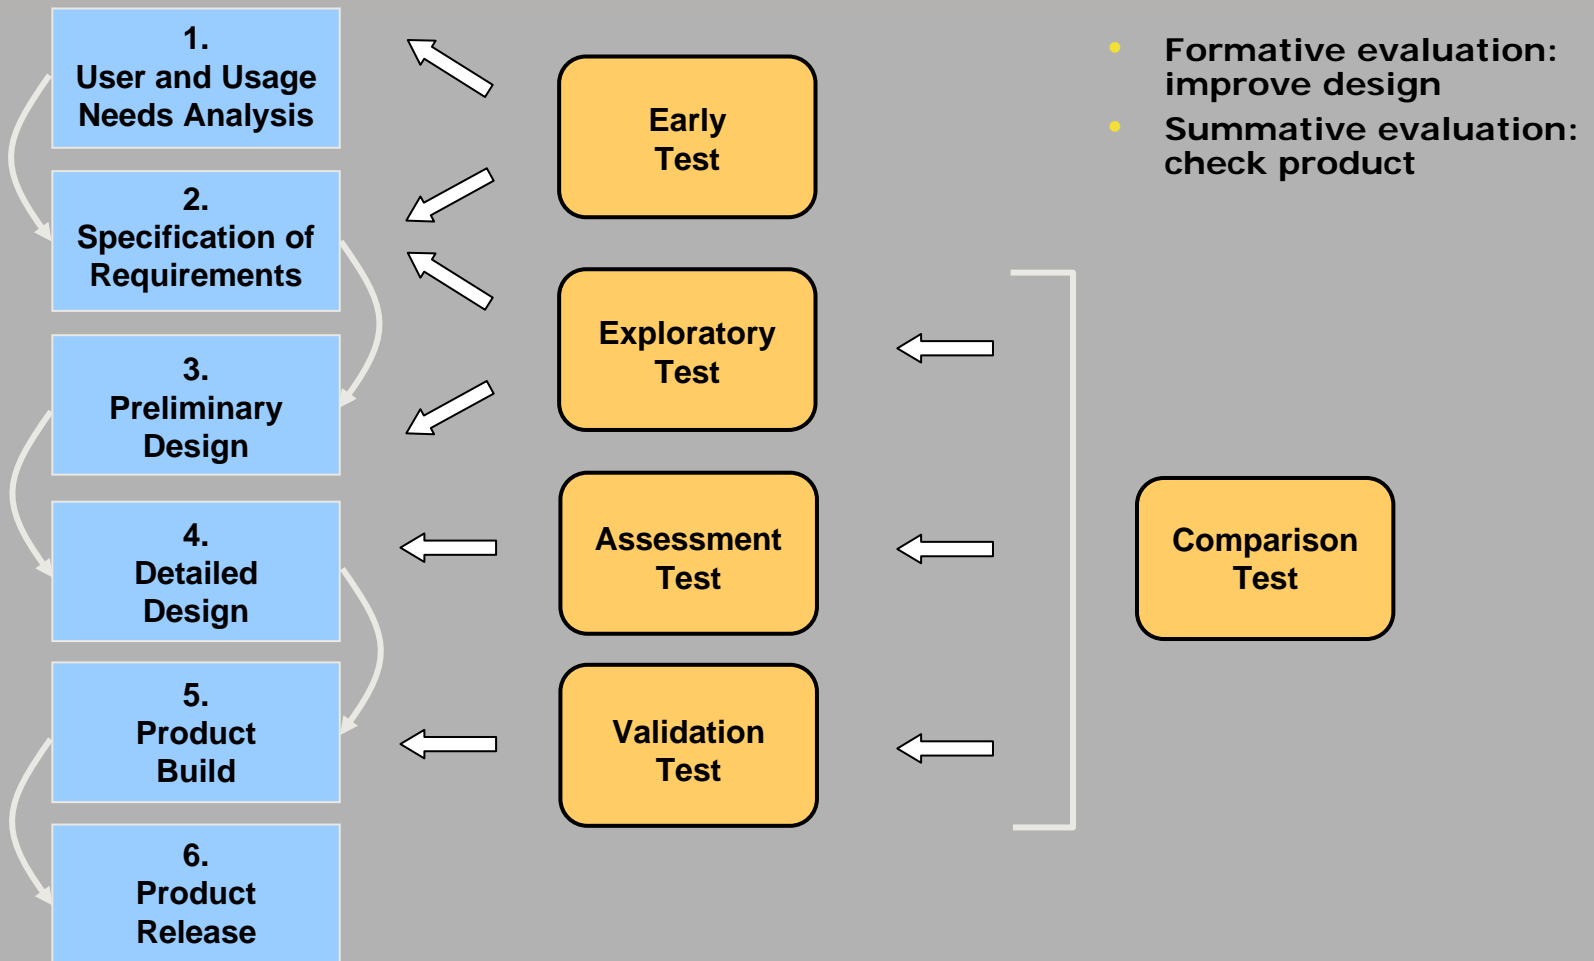 1.
User and Usage
Needs Analysis
2.
Specification of
Requirements
3.
Preliminary
Design
4.
Detailed
Design
5.
Product
Build
6.
Product
Release
Early
Test
Exploratory
Test
Assessment
Test
Validation
Test
Comparison
Test
• Formative evaluation:
improve design
• Summative evaluation:
check product